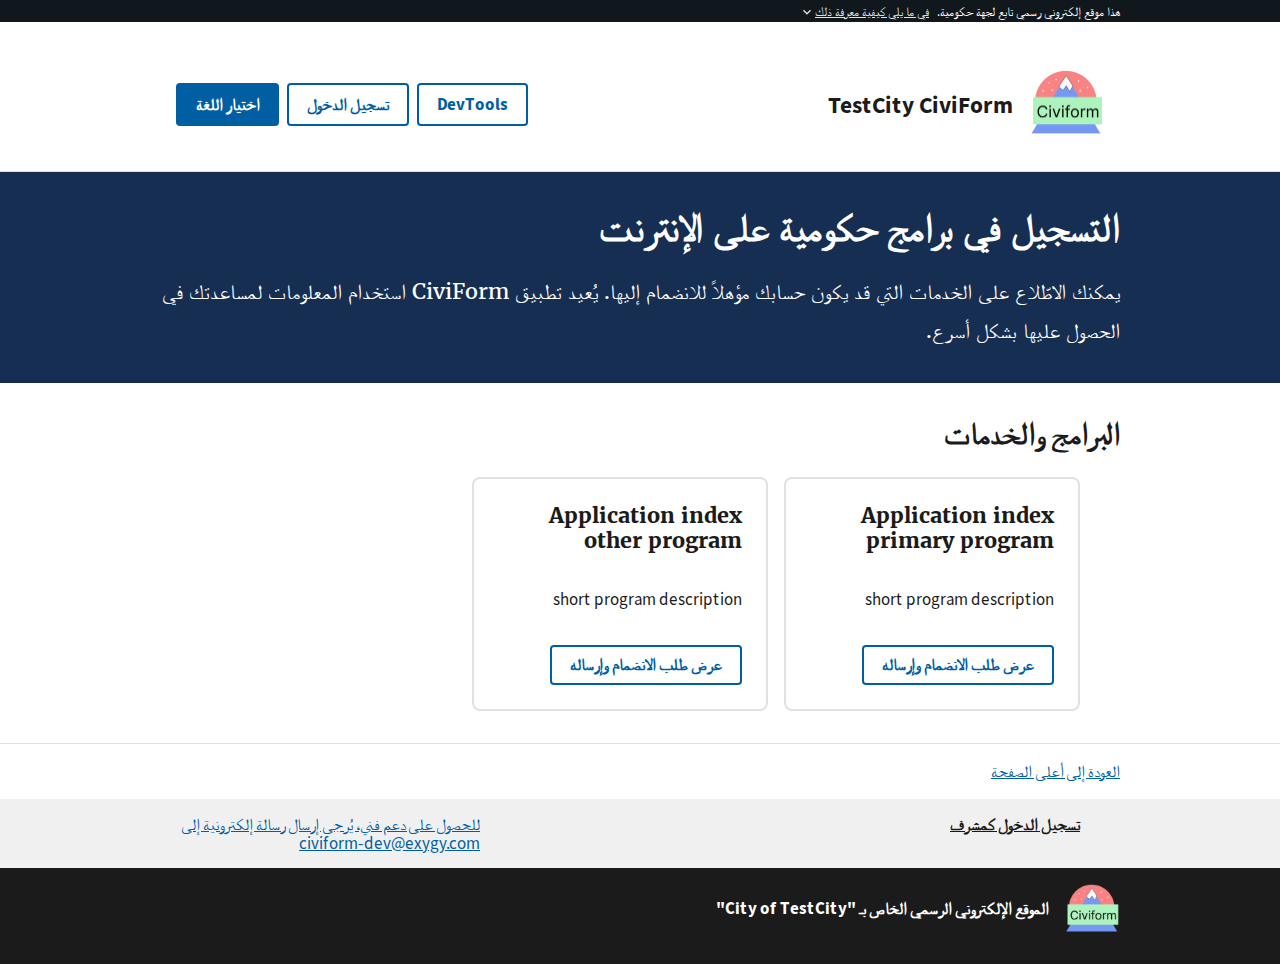 هذا موقع إلكتروني رسمي تابع لجهة حكومية. في ما يلي كيفية معرفة ذلك
Civiform
TestCity CiviForm
DevTools
تسجيل الدخول
اختيار اللغة
التسجيل في برامج حكومية على الإنترنت
يمكنك الاطّلاع على الخدمات التي قد يكون حسابك مؤهلاً للانضمام إليها. يُعيد تطبيق CiviForm استخدام المعلومات لمساعدتك في
الحصول عليها بشكل أسرع.
البرامج والخدمات
Application index
primary program
short program description
عرض طلب الانضمام وإرساله
Application index
other program
short program description
عرض طلب الانضمام وإرساله
العودة إلى أعلى الصفحة
تسجيل الدخول كمشرف
للحصول على دعم فني، يُرجى إرسال رسالة إلكترونية إلى
civiform-dev@exygy.com
Civiform
الموقع الإلكتروني الرسمي الخاص بـ "City of TestCity"